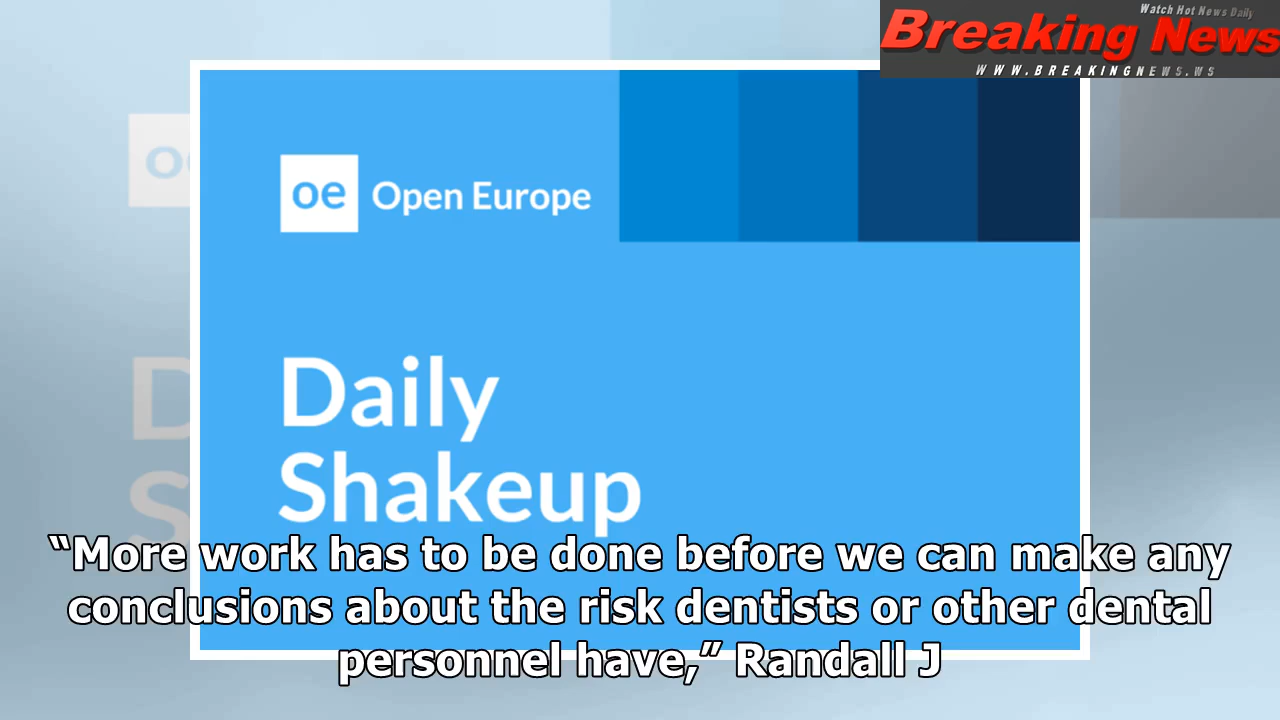 Watch Hot News Daily
Breaking News
WWW.BREAKINGNEWS.WS
oe
oe Open Europe
Daily
Shakeup
D
S
“More work has to be done before we can make any
conclusions about the risk dentists or other dental
personnel have,” Randall J